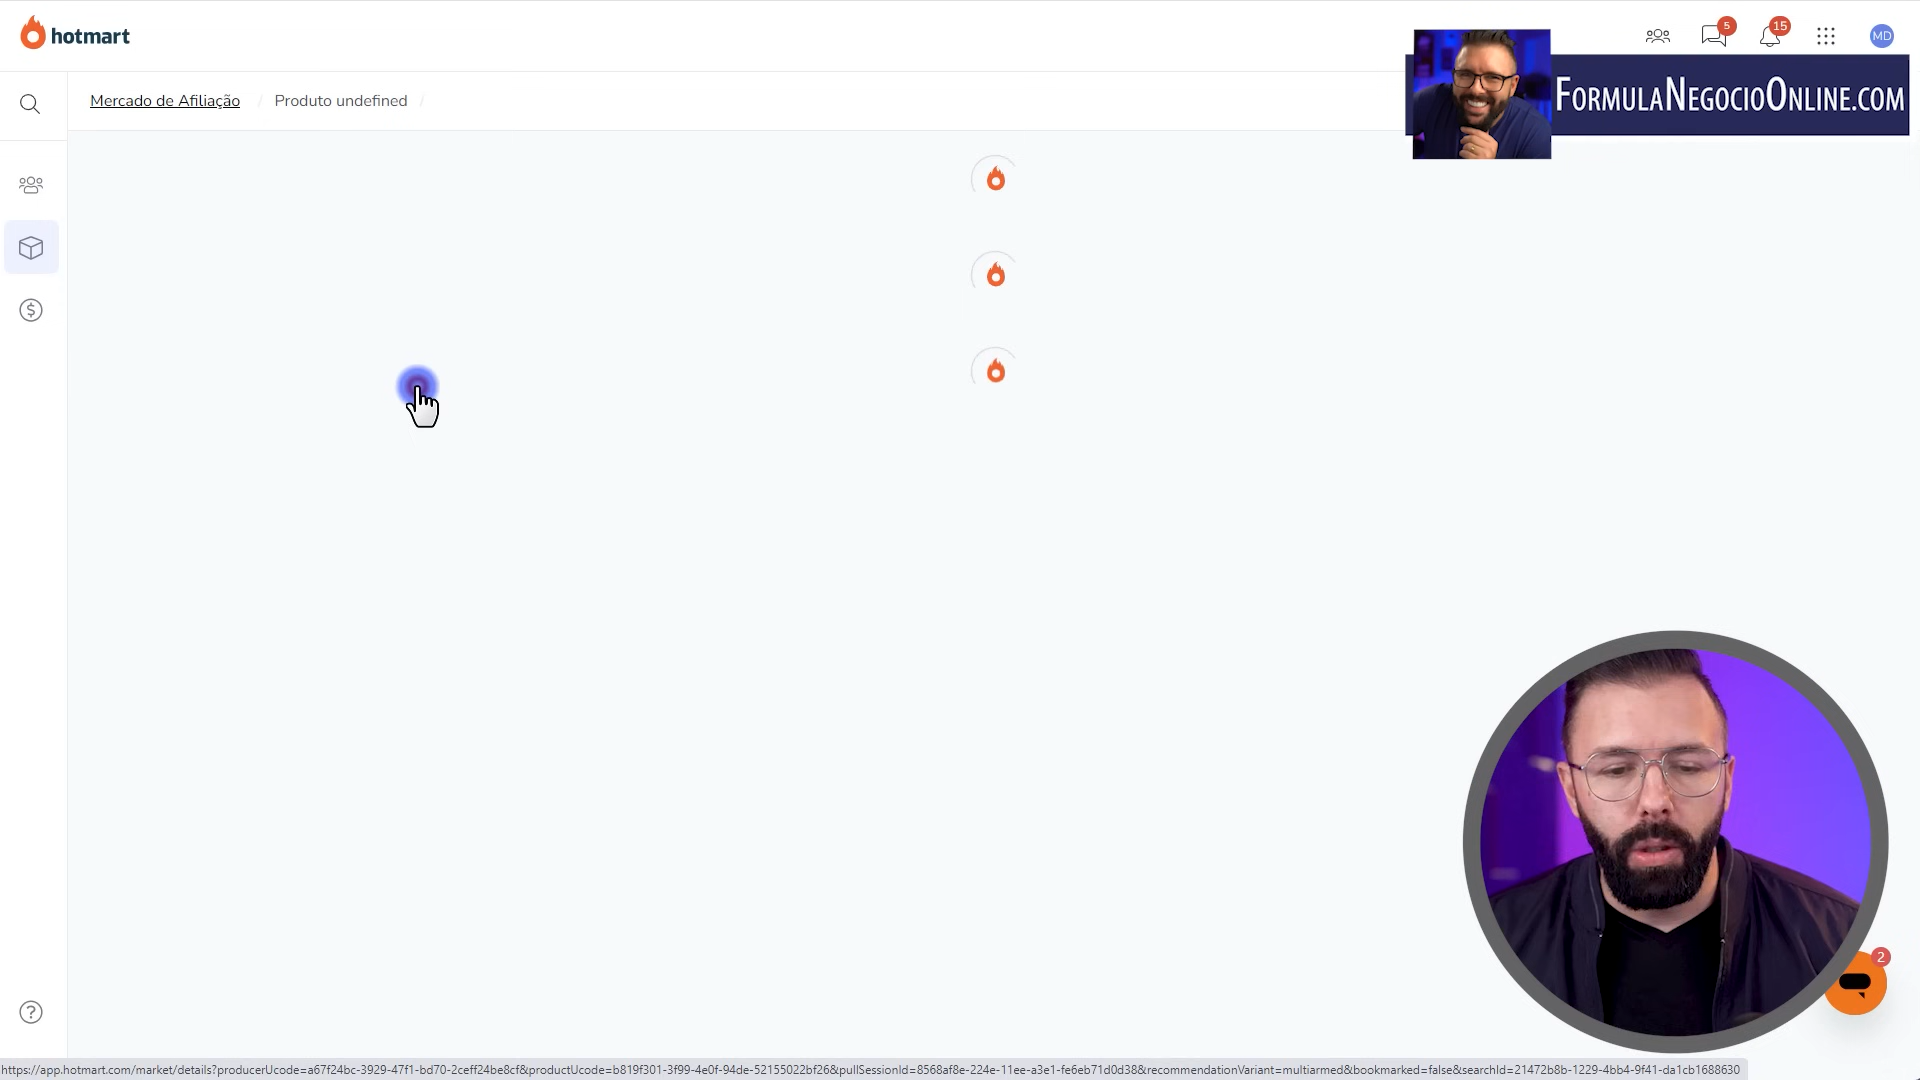 hotmart
5
15
MD
Mercado de Afiliação / Produto undefined /
FormulaNegocioOnline.com
2
?
https://app.hotmart.com/market/details?producerUcode=a67f24bc-3929-47f1-bd70-2ceff24be8cf&productUcode=b819f301-3f99-4e0f-94de-52155022bf26&pullSessionId=8568af8e-224e-11ee-a3e1-fe6eb71d0d38&recommendationVariant=multiarmed&bookmarked=false&searchId=21472b8b-1229-4bb4-9f41-da1cb1688630